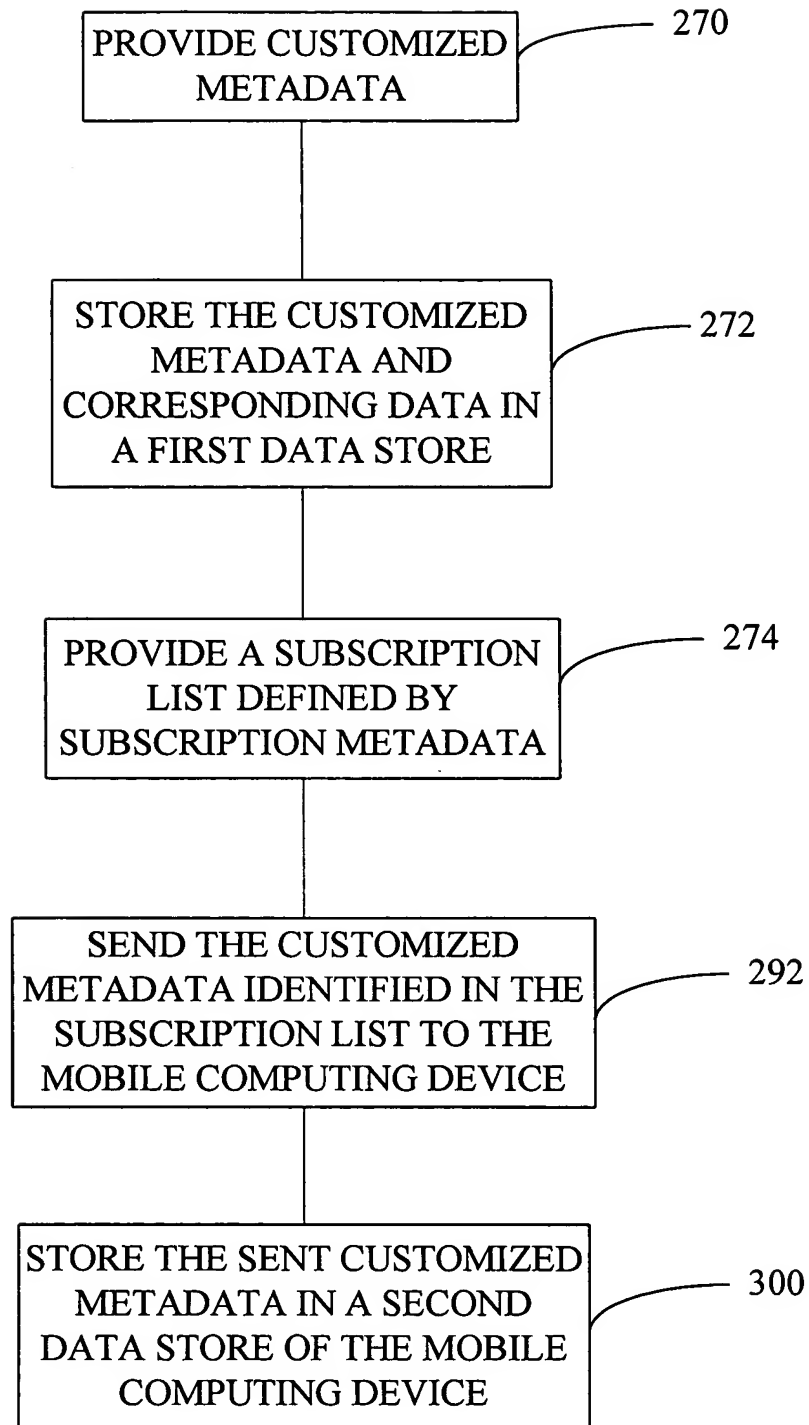 PROVIDE CUSTOMIZED
METADATA
270
STORE THE CUSTOMIZED
METADATA AND
CORRESPONDING DATA IN
A FIRST DATA STORE
272
PROVIDE A SUBSCRIPTION
LIST DEFINED BY
SUBSCRIPTION METADATA
274
SEND THE CUSTOMIZED
METADATA IDENTIFIED IN THE
SUBSCRIPTION LIST TO THE
MOBILE COMPUTING DEVICE
292
STORE THE SENT CUSTOMIZED
METADATA IN A SECOND
DATA STORE OF THE MOBILE
COMPUTING DEVICE
300